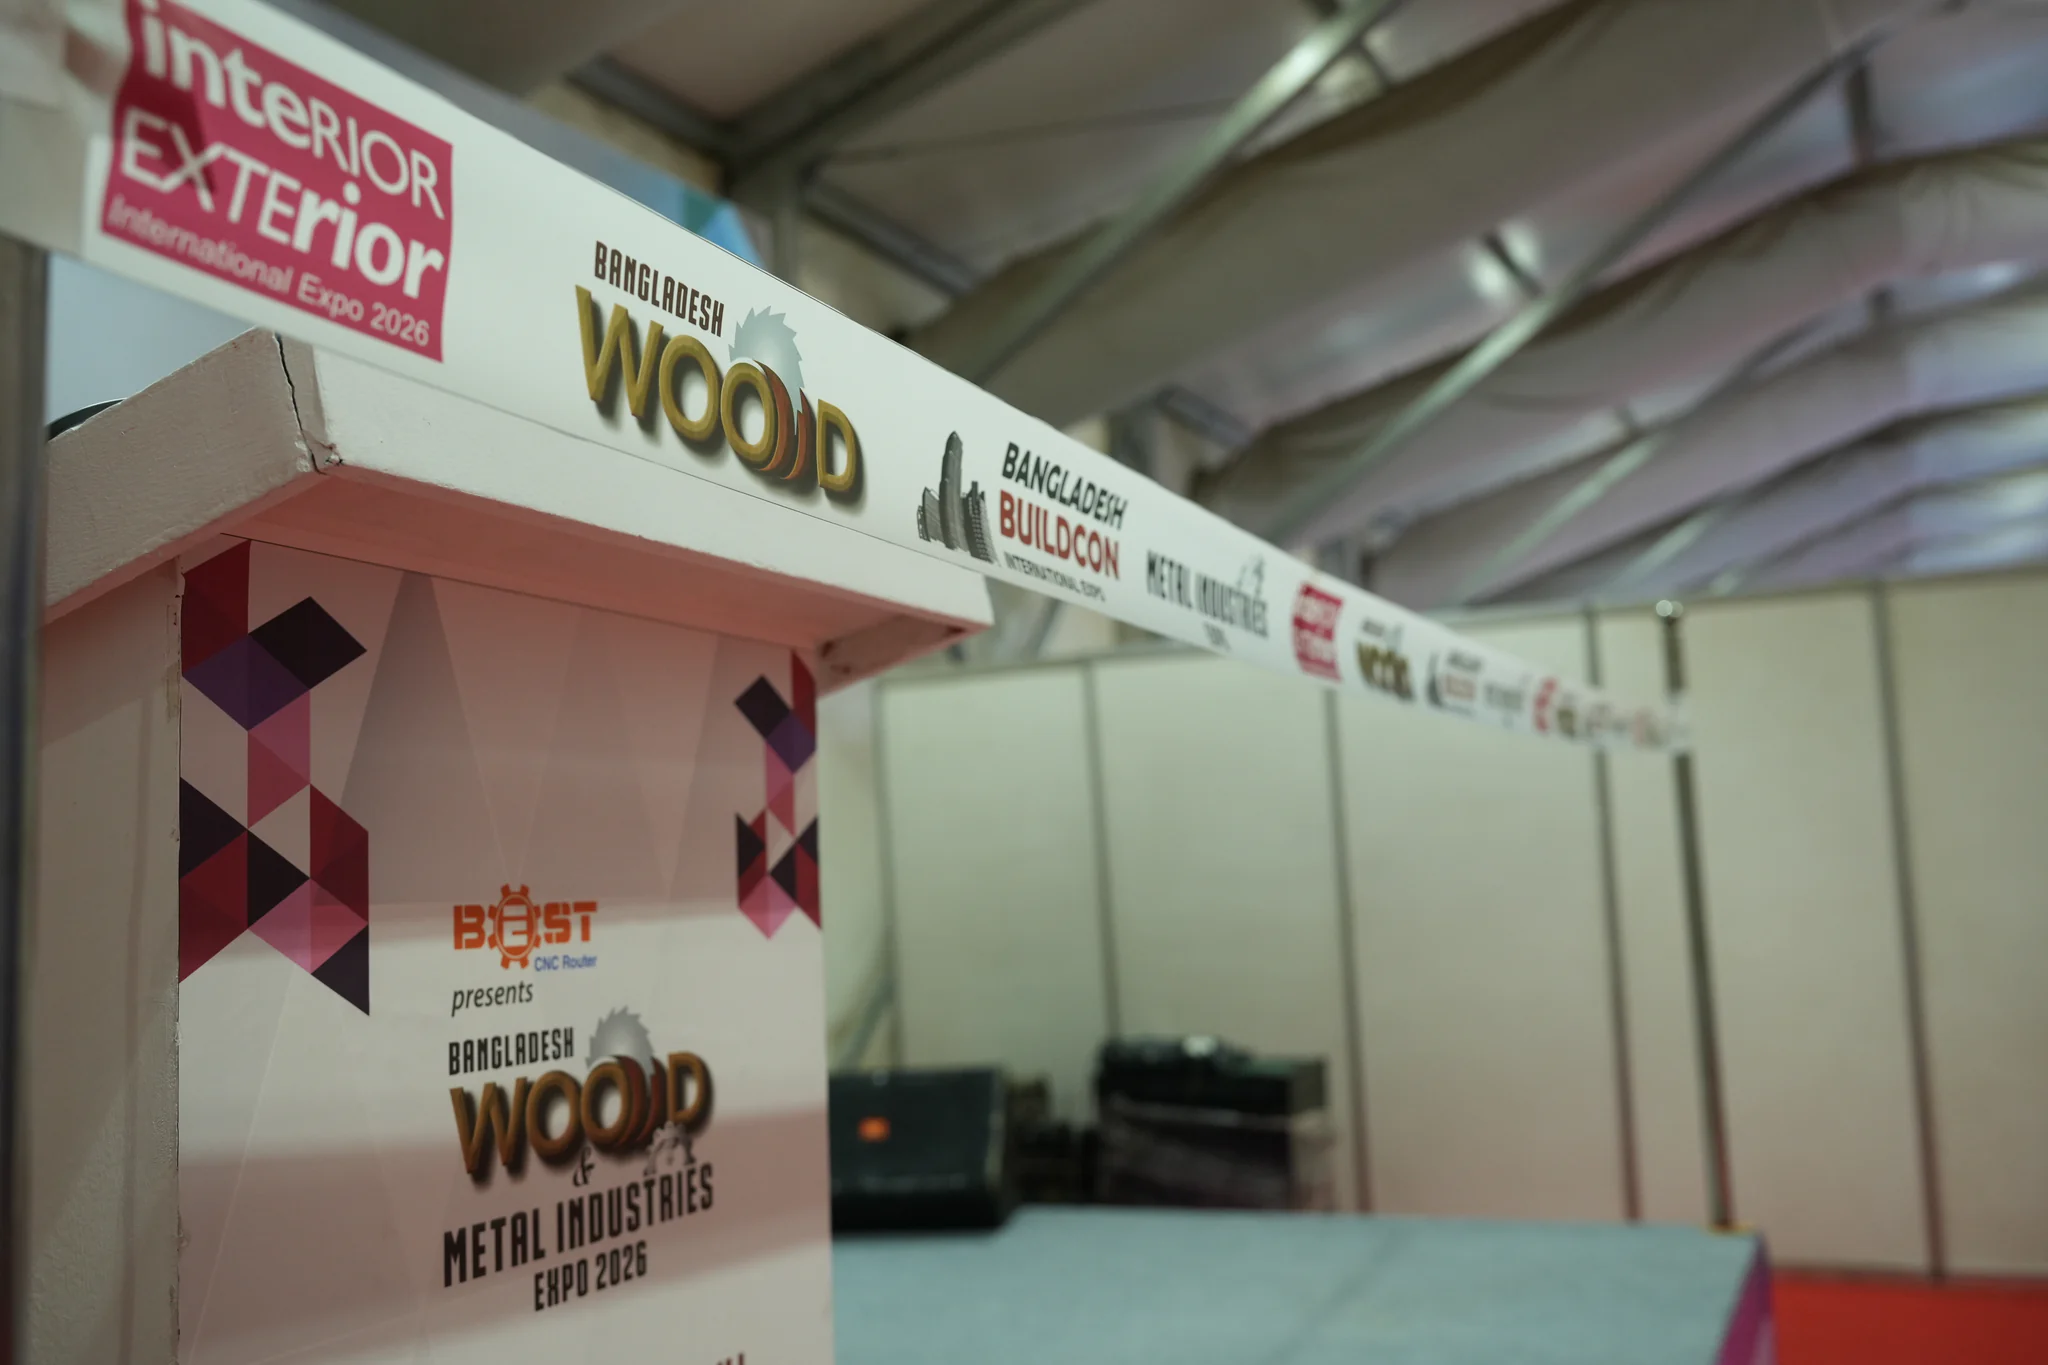 inteRIOR
EXTErior
International Expo 2026
BANGLADESH
WOOD
BANGLADESH
BUILDCON
INTERNATIONAL EXPO
METAL INDUSTRIES
BEST
CNC Router
presents
BANGLADESH
WOOD
&
METAL INDUSTRIES
EXPO 2026